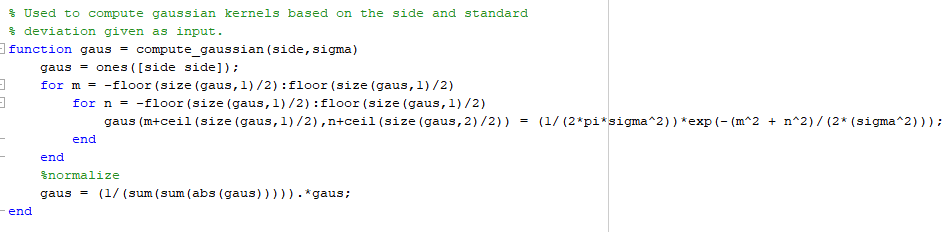 % Used to compute gaussian kernels based on the side and standard
% deviation given as input.
function gaus = compute_gaussian(side,sigma)
    gaus = ones([side side]);
    for m = -floor(size(gaus,1)/2):floor(size(gaus,1)/2)
        for n = -floor(size(gaus,1)/2):floor(size(gaus,1)/2)
            gaus(m+ceil(size(gaus,1)/2),n+ceil(size(gaus,2)/2)) = (1/(2*pi*sigma^2))*exp(-(m^2 + n^2)/(2*(sigma^2)));
        end
    end
    %normalize
    gaus = (1/(sum(sum(abs(gaus))))).*gaus;
end